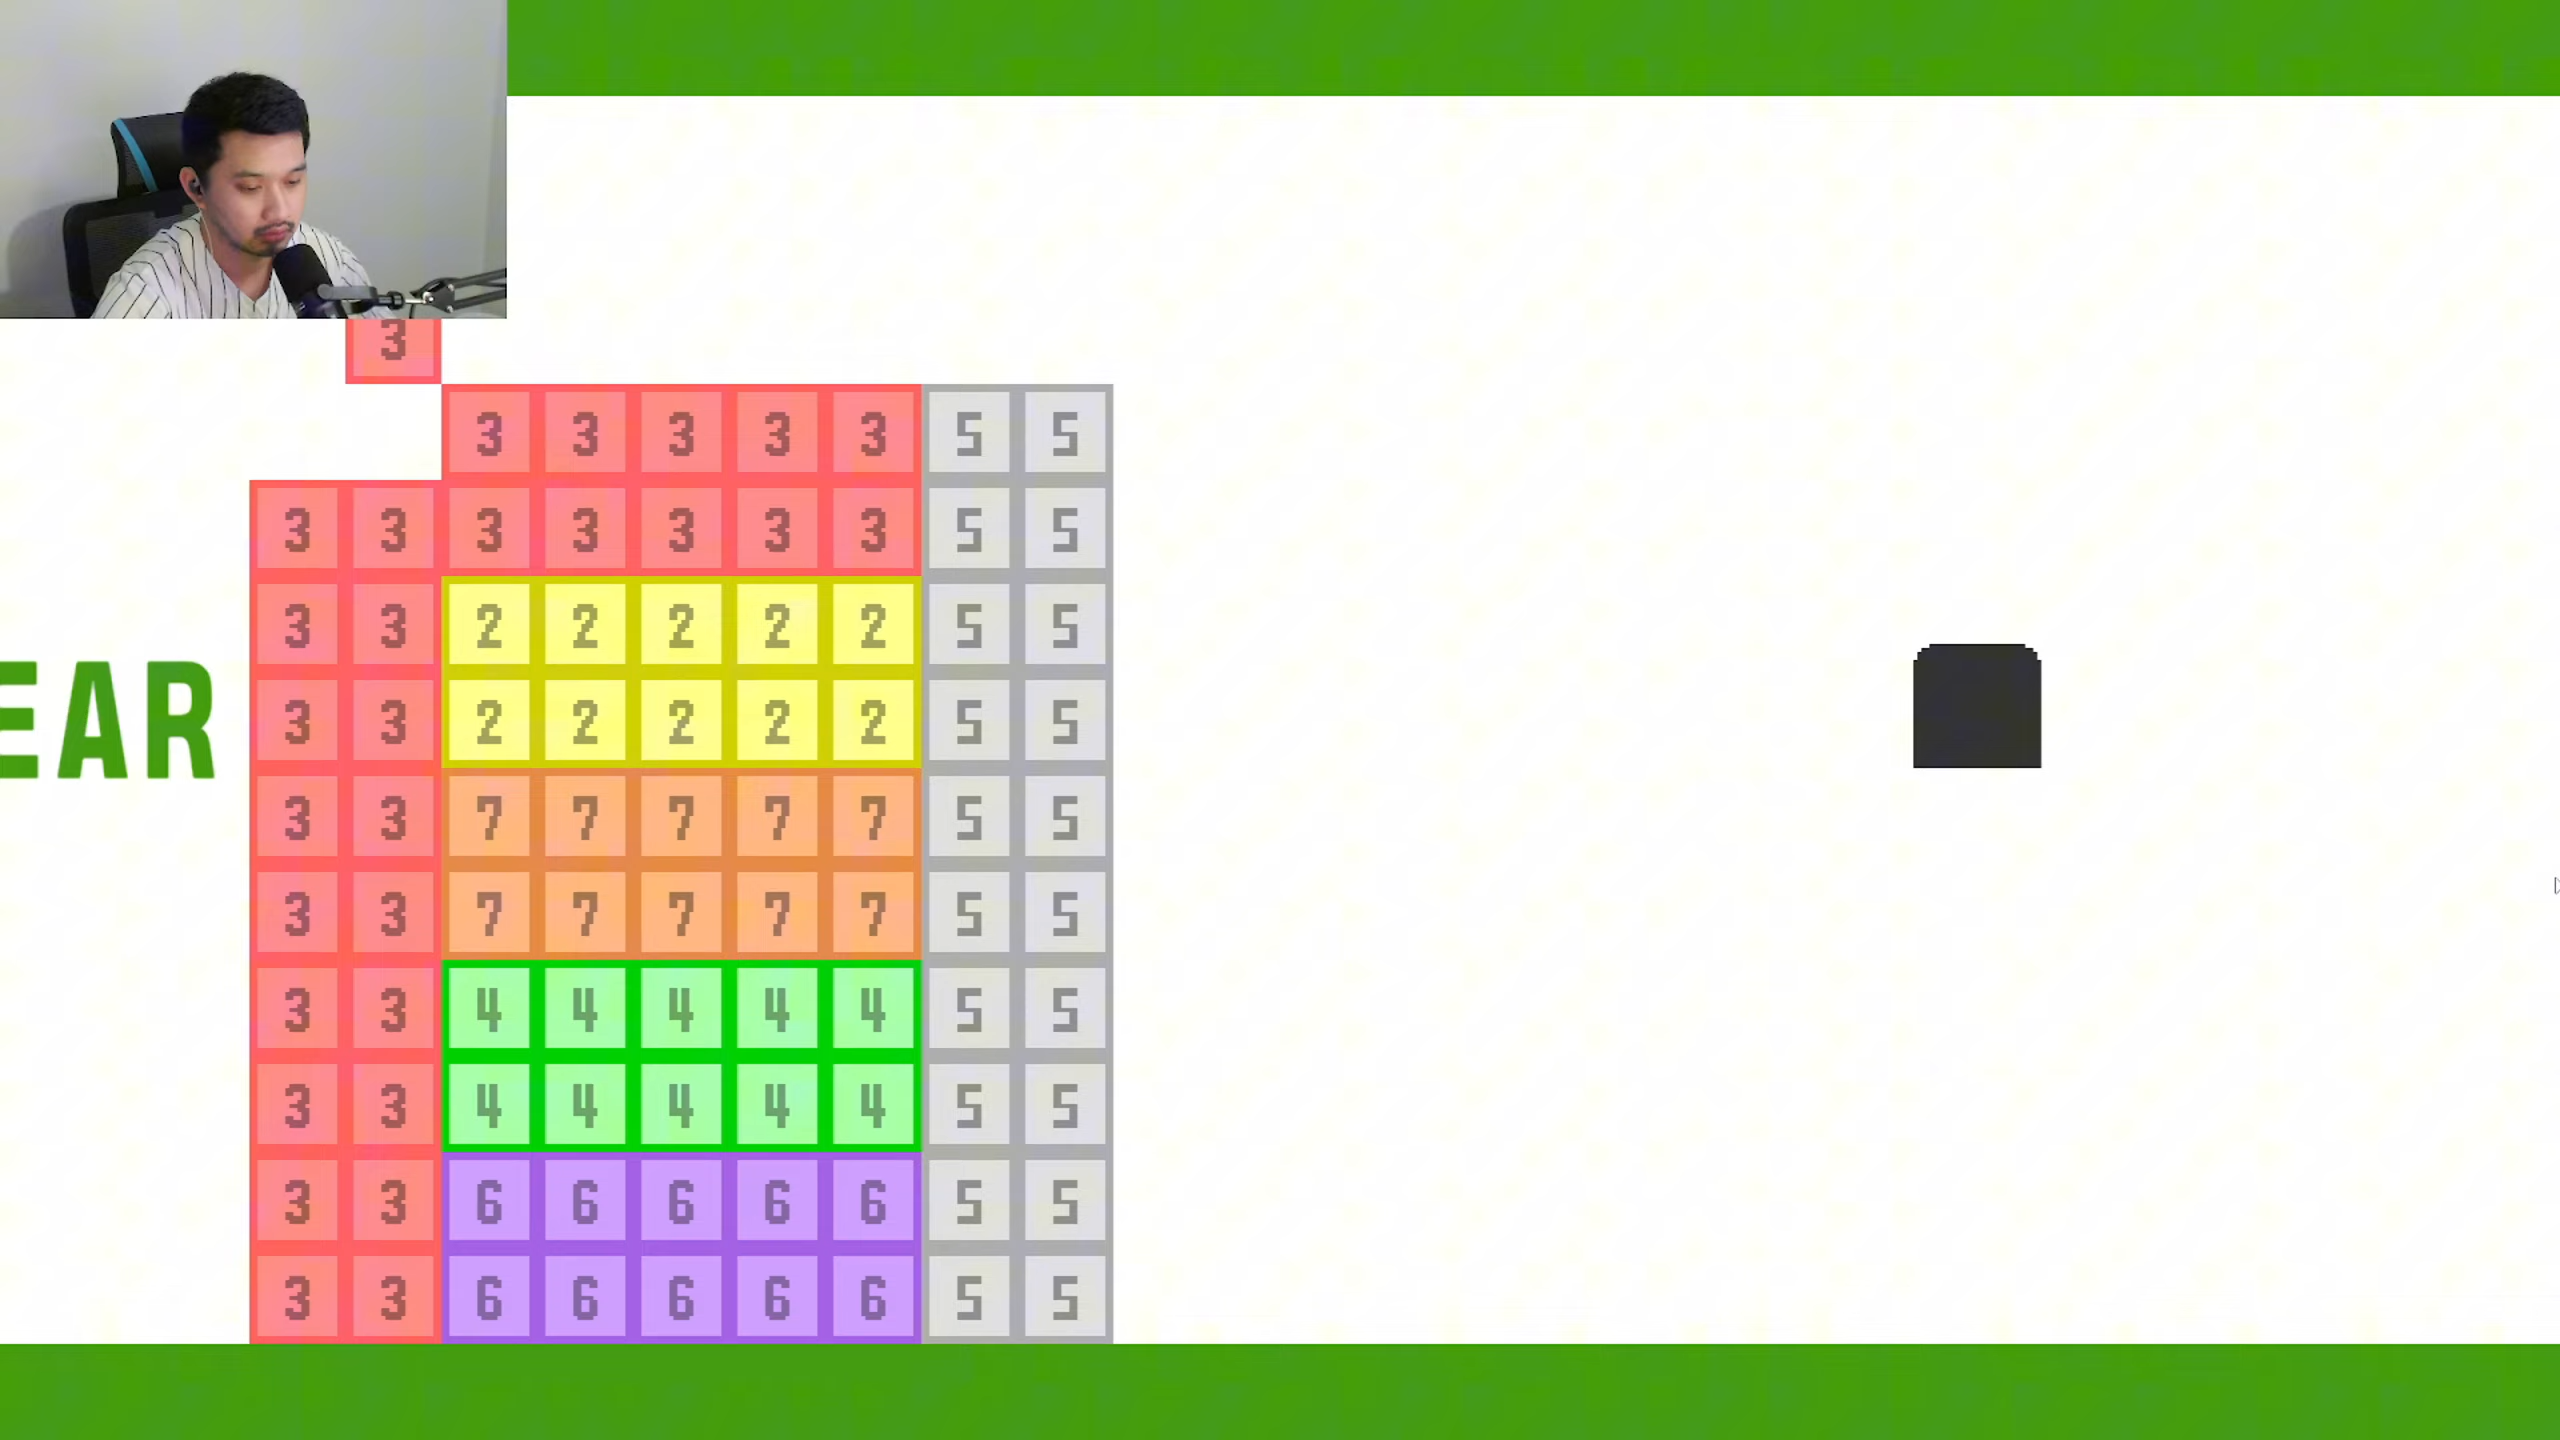 3
3 3 3 3 3 5 5
3 3 3 3 3 3 3 5 5
3 3 2 2 2 2 2 5 5
EAR 3 3 2 2 2 2 2 5 5
3 3 7 7 7 7 7 5 5
3 3 7 7 7 7 7 5 5
3 3 4 4 4 4 4 5 5
3 3 4 4 4 4 4 5 5
3 3 6 6 6 6 6 5 5
3 3 6 6 6 6 6 5 5